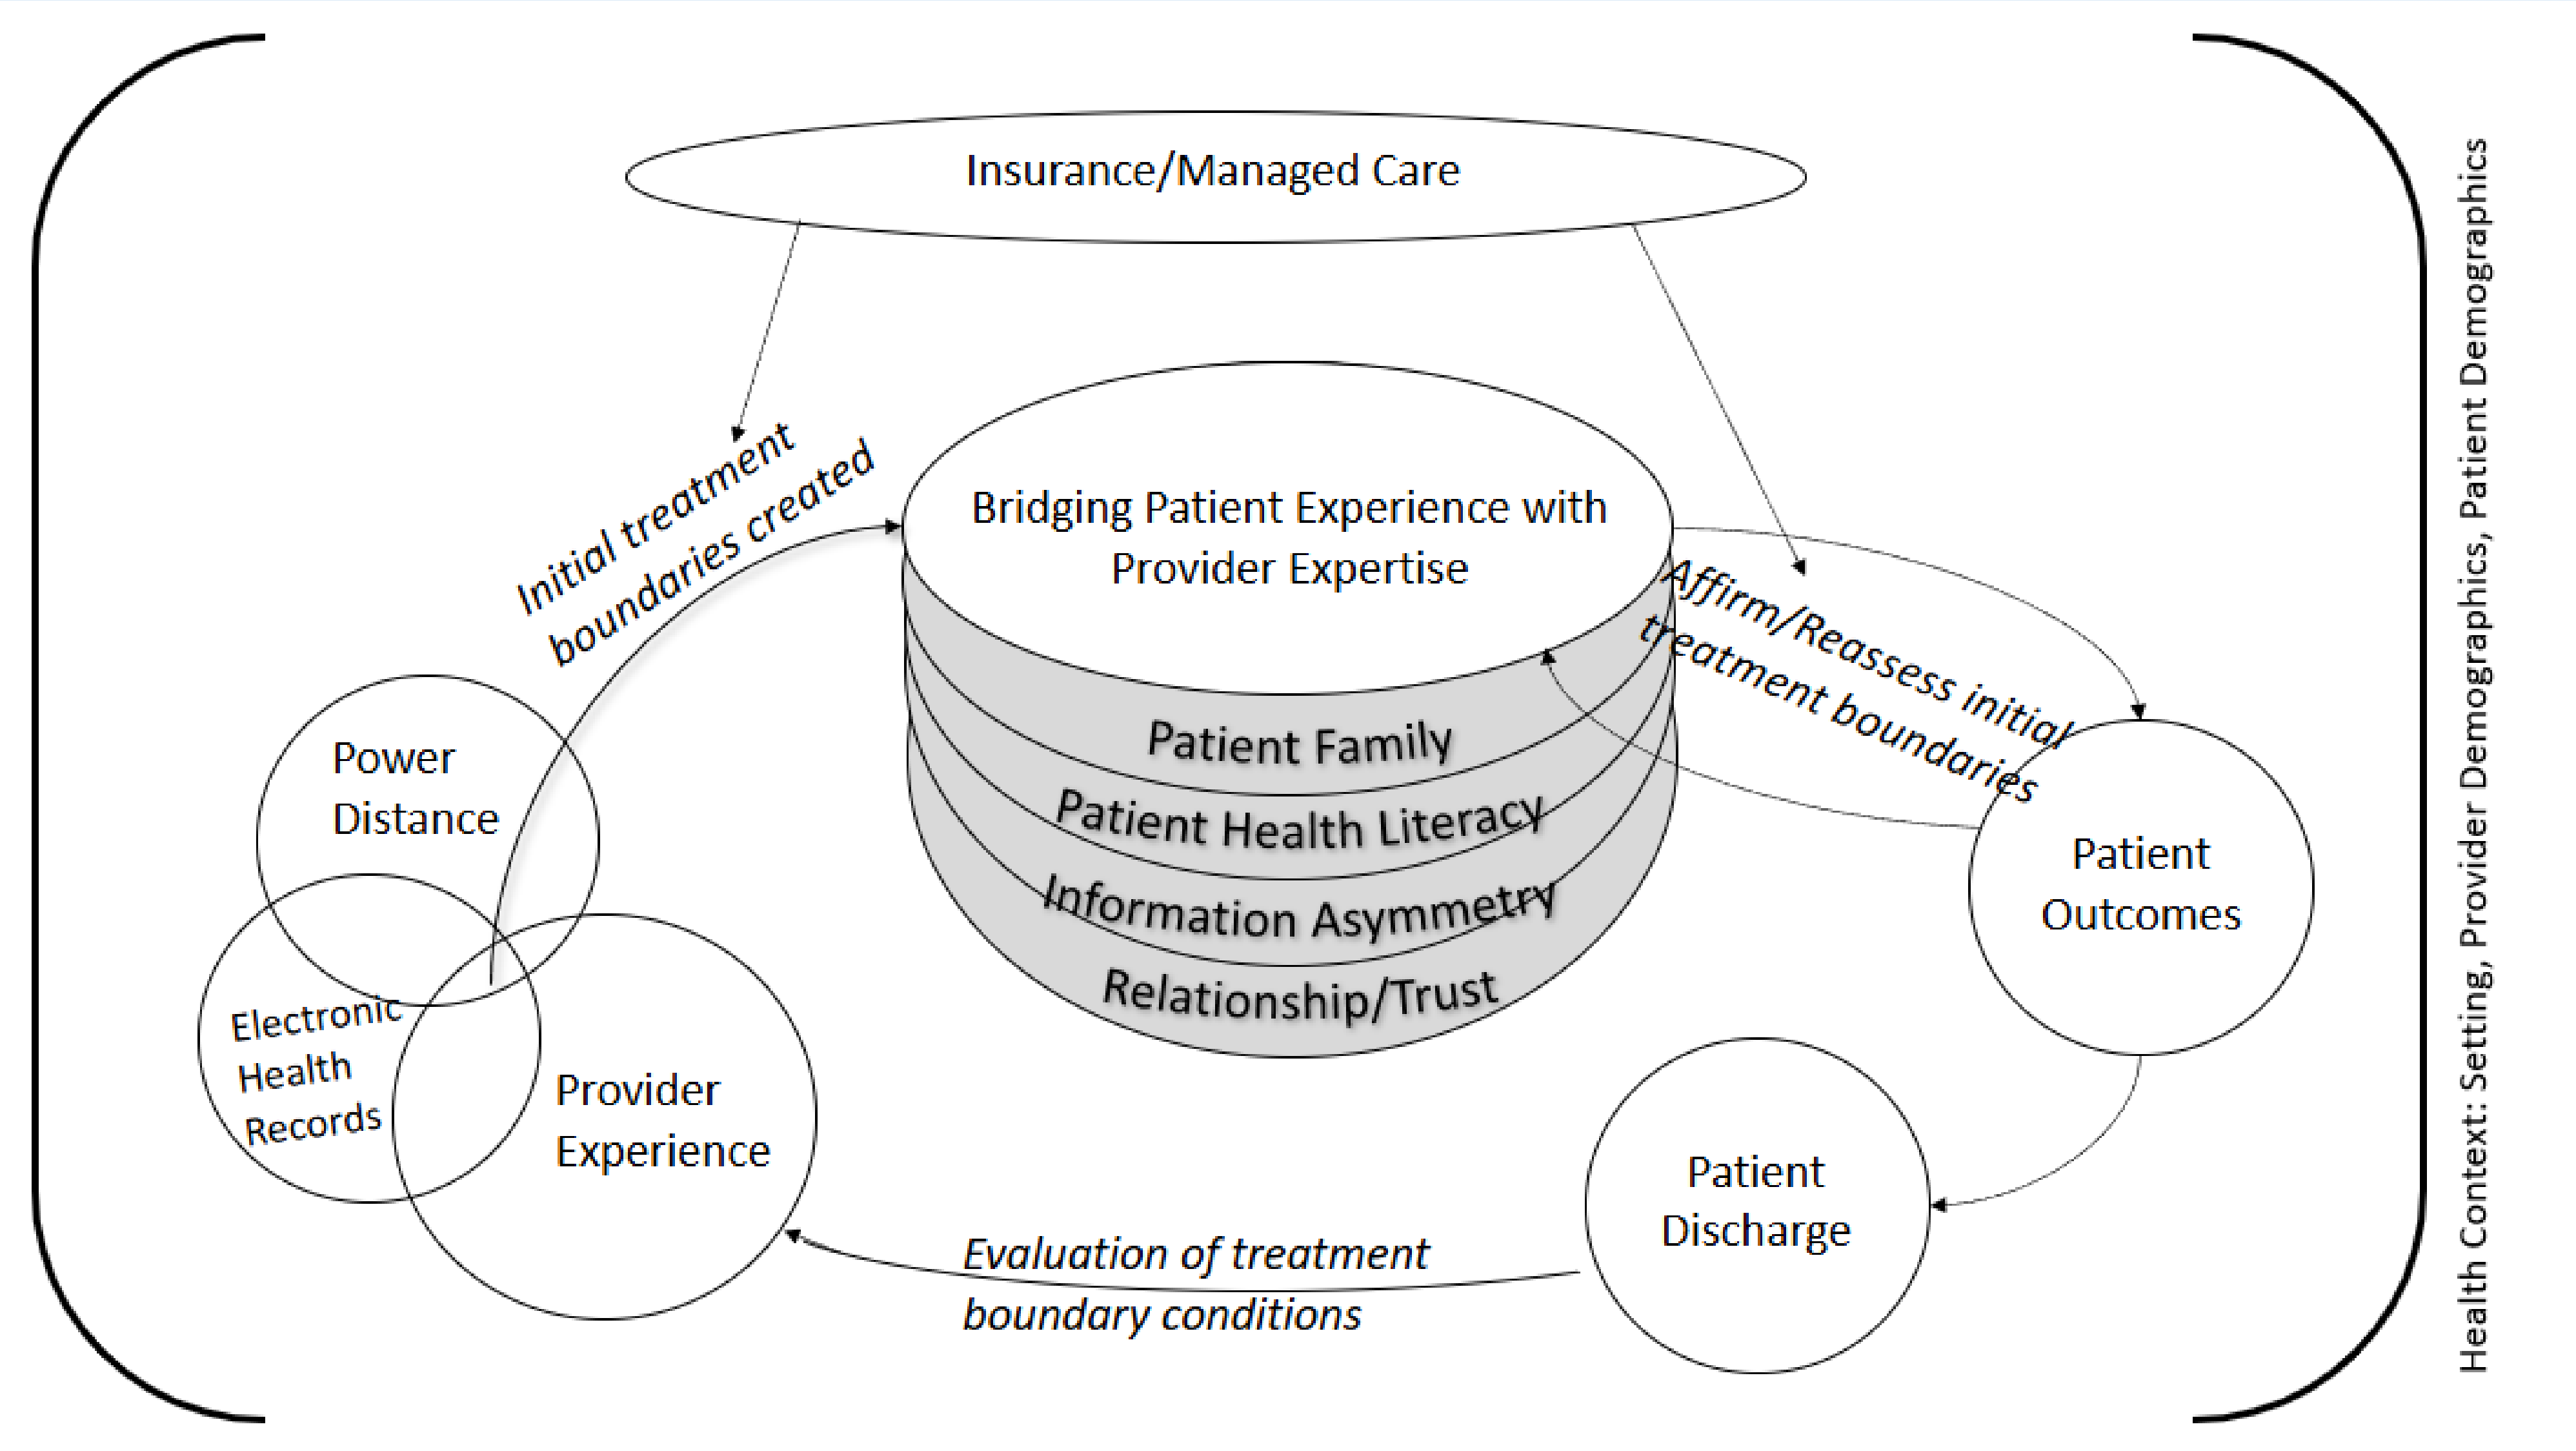 Insurance/Managed Care
Initial treatment
boundaries created
Bridging Patient Experience with
Provider Expertise
Affirm/Reassess initial
treatment boundaries
Patient Family
Patient Health Literacy
Information Asymmetry
Relationship/Trust
Power
Distance
Electronic
Health
Records
Provider
Experience
Patient
Outcomes
Patient
Discharge
Evaluation of treatment
boundary conditions
Health Context: Setting, Provider Demographics, Patient Demographics